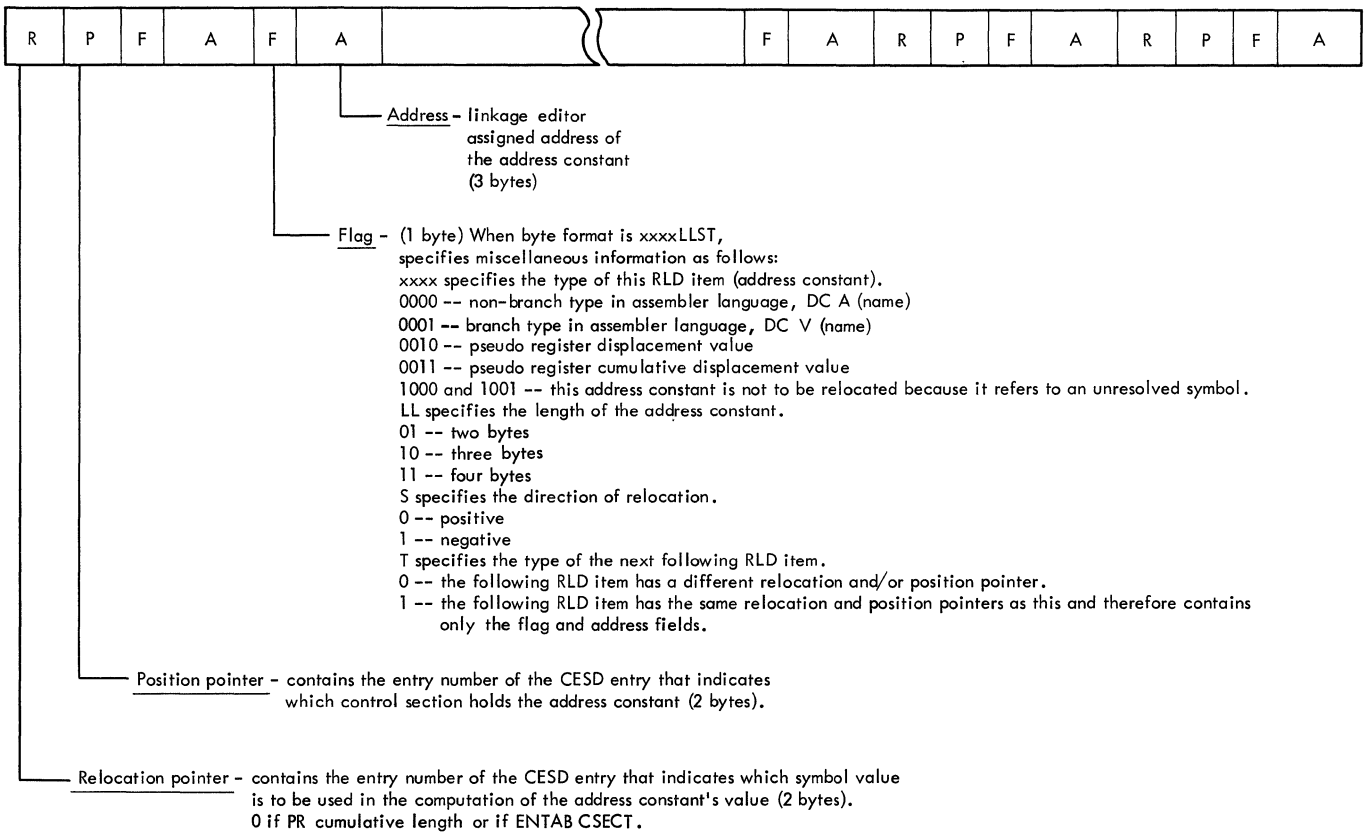 R P F A F A F A R P F A R P F A
Address - linkage editor
assigned address of
the address constant
(3 bytes)
Flag - (1 byte) When byte format is xxxxLLST,
specifies miscellaneous information as follows:
xxxx specifies the type of this RLD item (address constant).
0000 -- non-branch type in assembler language, DC A (name)
0001 -- branch type in assembler language, DC V (name)
0010 -- pseudo register displacement value
0011 -- pseudo register cumulative displacement value
1000 and 1001 -- this address constant is not to be relocated because it refers to an unresolved symbol.
LL specifies the length of the address constant.
01 -- two bytes
10 -- three bytes
11 -- four bytes
S specifies the direction of relocation.
0 -- positive
1 -- negative
T specifies the type of the next following RLD item.
0 -- the following RLD item has a different relocation and/or position pointer.
1 -- the following RLD item has the same relocation and position pointers as this and therefore contains
only the flag and address fields.
Position pointer - contains the entry number of the CESD entry that indicates
which control section holds the address constant (2 bytes).
Relocation pointer - contains the entry number of the CESD entry that indicates which symbol value
is to be used in the computation of the address constant's value (2 bytes).
0 if PR cumulative length or if ENTAB CSECT.